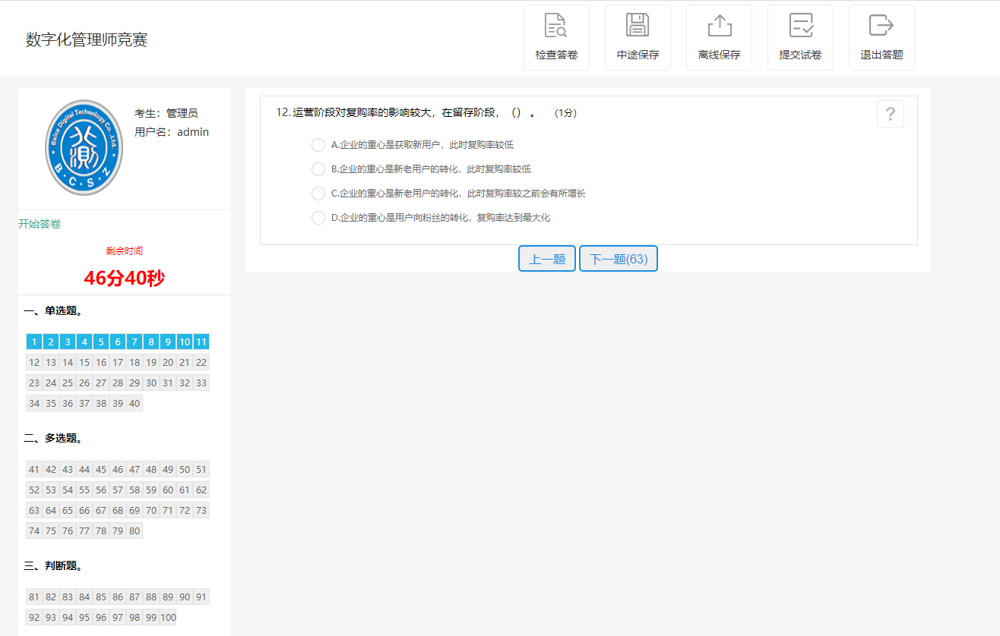 数字化管理师竞赛
检查答卷 中途保存 离线保存 提交试卷 退出答题
Beice Digital Technology Co.,Ltd.
B·C·S·Z
考生：管理员
用户名：admin
开始答卷
剩余时间
46分40秒
一、单选题。
1 2 3 4 5 6 7 8 9 10 11
12 13 14 15 16 17 18 19 20 21 22
23 24 25 26 27 28 29 30 31 32 33
34 35 36 37 38 39 40
二、多选题。
41 42 43 44 45 46 47 48 49 50 51
52 53 54 55 56 57 58 59 60 61 62
63 64 65 66 67 68 69 70 71 72 73
74 75 76 77 78 79 80
三、判断题。
81 82 83 84 85 86 87 88 89 90 91
92 93 94 95 96 97 98 99 100
12. 运营阶段对复购率的影响较大，在留存阶段，（）。 (1分)
?
A.企业的重心是获取新用户，此时复购率较低
B.企业的重心是新老用户的转化，此时复购率较低
C.企业的重心是新老用户的转化，此时复购率较之前会有所增长
D.企业的重心是用户向粉丝的转化，复购率达到最大化
上一题 下一题(63)